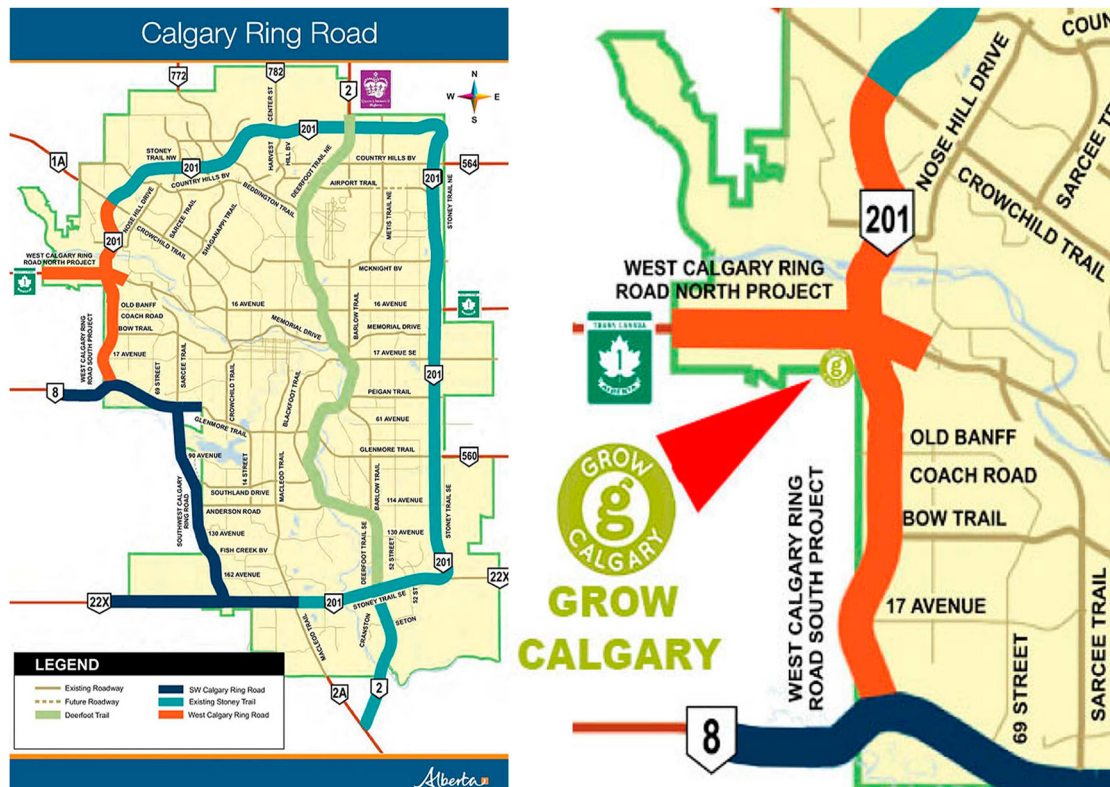 Calgary Ring Road
772
782
CENTER ST
2
N
W E
S
1A
STONEY
TRAIL NW
201
201
HARVEST
HILL BV
COUNTRY HILLS BV
564
COUNTRY HILLS BV
BEDDINGTON TRAIL
DEERFOOT TRAIL NE
AIRPORT TRAIL
201
STONEY TRAIL NE
METIS TRAIL NE
NOSE HILL DRIVE
SARCEE TRAIL
SHAGANAPPI TRAIL
CROWCHILD TRAIL
201
WEST CALGARY RING
ROAD NORTH PROJECT
MCKNIGHT BV
1
1
OLD BANFF
COACH ROAD
BOW TRAIL
17 AVENUE
16 AVENUE
MEMORIAL DRIVE
BARLOW TRAIL
16 AVENUE
MEMORIAL DRIVE
17 AVENUE SE
WEST CALGARY RING
ROAD SOUTH PROJECT
8
69 STREET
SARCEE TRAIL
CROWCHILD TRAIL
BLACKFOOT TRAIL
PEIGAN TRAIL
201
61 AVENUE
GLENMORE TRAIL
GLENMORE TRAIL
560
90 AVENUE
14 STREET
MACLEOD TRAIL
SOUTHLAND DRIVE
ANDERSON ROAD
BARLOW TRAIL
114 AVENUE
STONEY TRAIL SE
SOUTHWEST CALGARY
RING ROAD
130 AVENUE
130 AVENUE
FISH CREEK BV
DEERFOOT TRAIL SE
52 STREET
162 AVENUE
201
22X
22X
201
STONEY TRAIL SE
52 ST
MACLEOD TRAIL
CRANSTON
SETON
2A
2
LEGEND
Existing Roadway
Future Roadway
Deerfoot Trail
SW Calgary Ring Road
Existing Stoney Trail
West Calgary Ring Road
Alberta
COUN
NOSE HILL DRIVE
SARCEE TR
CROWCHILD TRAIL
201
WEST CALGARY RING
ROAD NORTH PROJECT
TRANS CANADA
1
ALBERTA
g
GROW
g
CALGARY
GROW
CALGARY
OLD BANFF
COACH ROAD
BOW TRAIL
WEST CALGARY RING
ROAD SOUTH PROJECT
17 AVENUE
69 STREET
SARCEE TRAIL
8